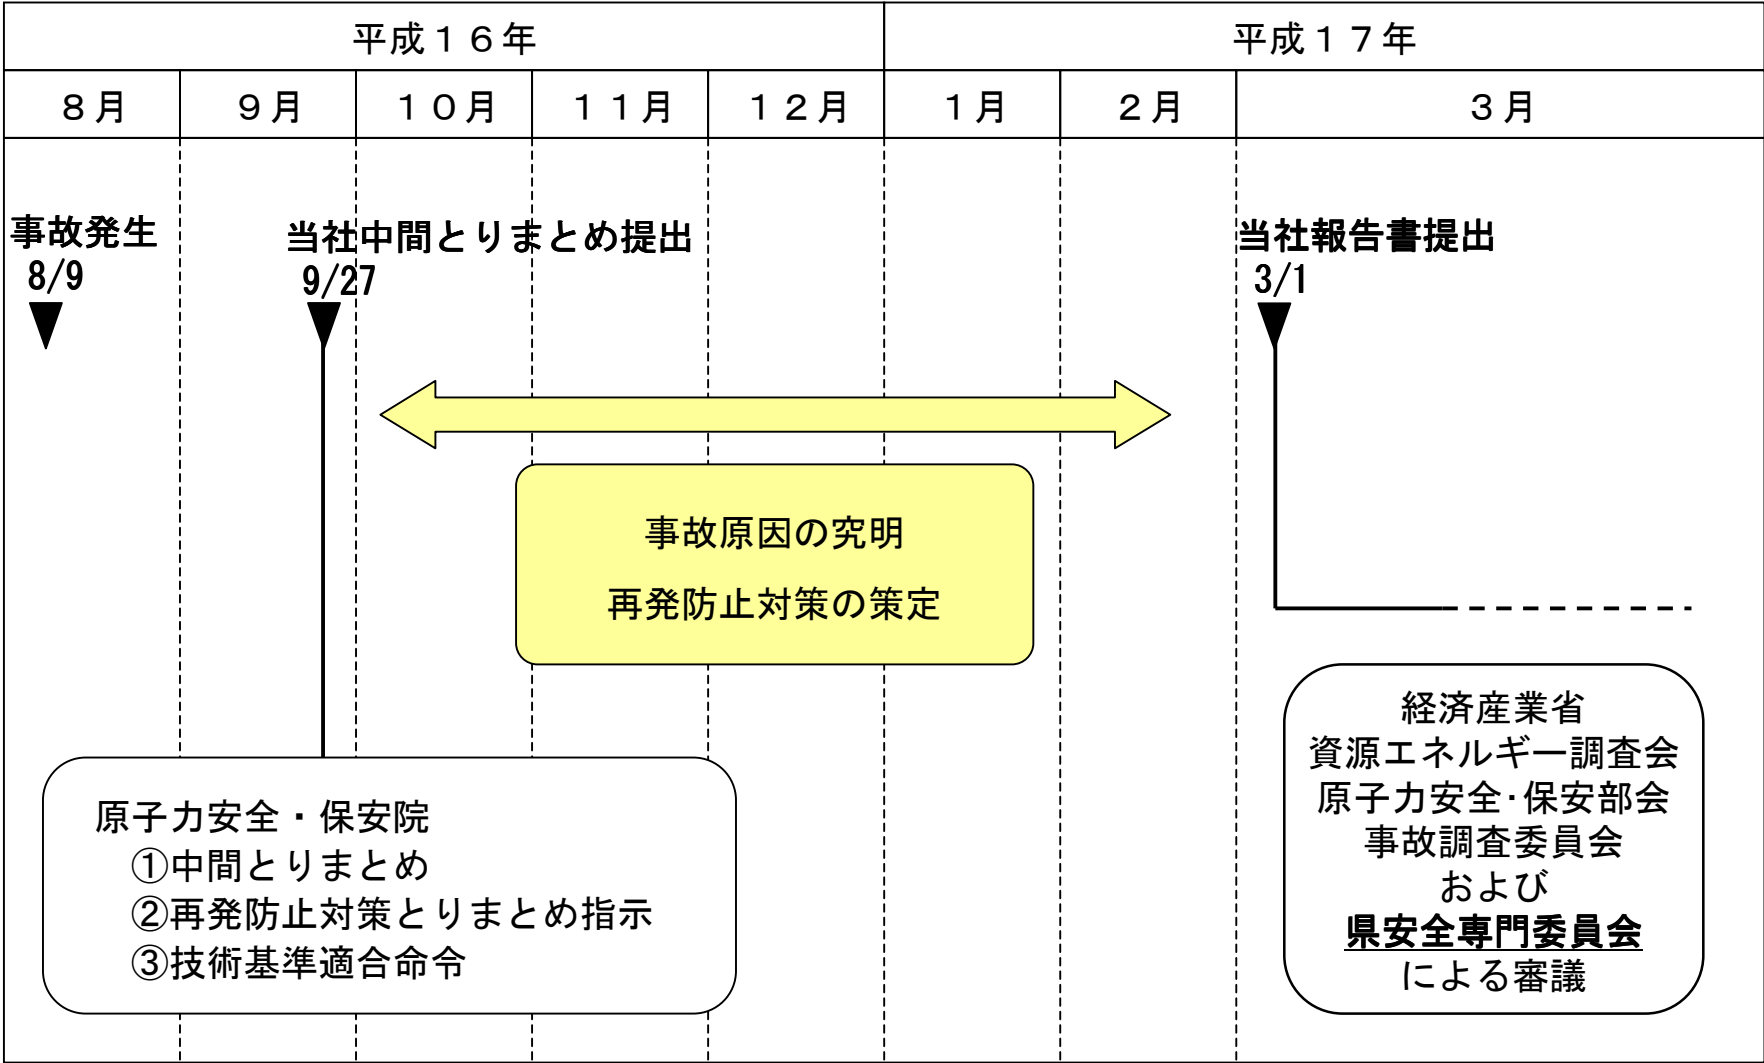 平成１６年
平成１７年
８月
９月
１０月
１１月
１２月
１月
２月
３月
事故発生
8/9
当社中間とりまとめ提出
9/27
当社報告書提出
3/1
事故原因の究明
再発防止対策の策定
原子力安全・保安院
①中間とりまとめ
②再発防止対策とりまとめ指示
③技術基準適合命令
経済産業省
資源エネルギー調査会
原子力安全・保安部会
事故調査委員会
および
県安全専門委員会
による審議